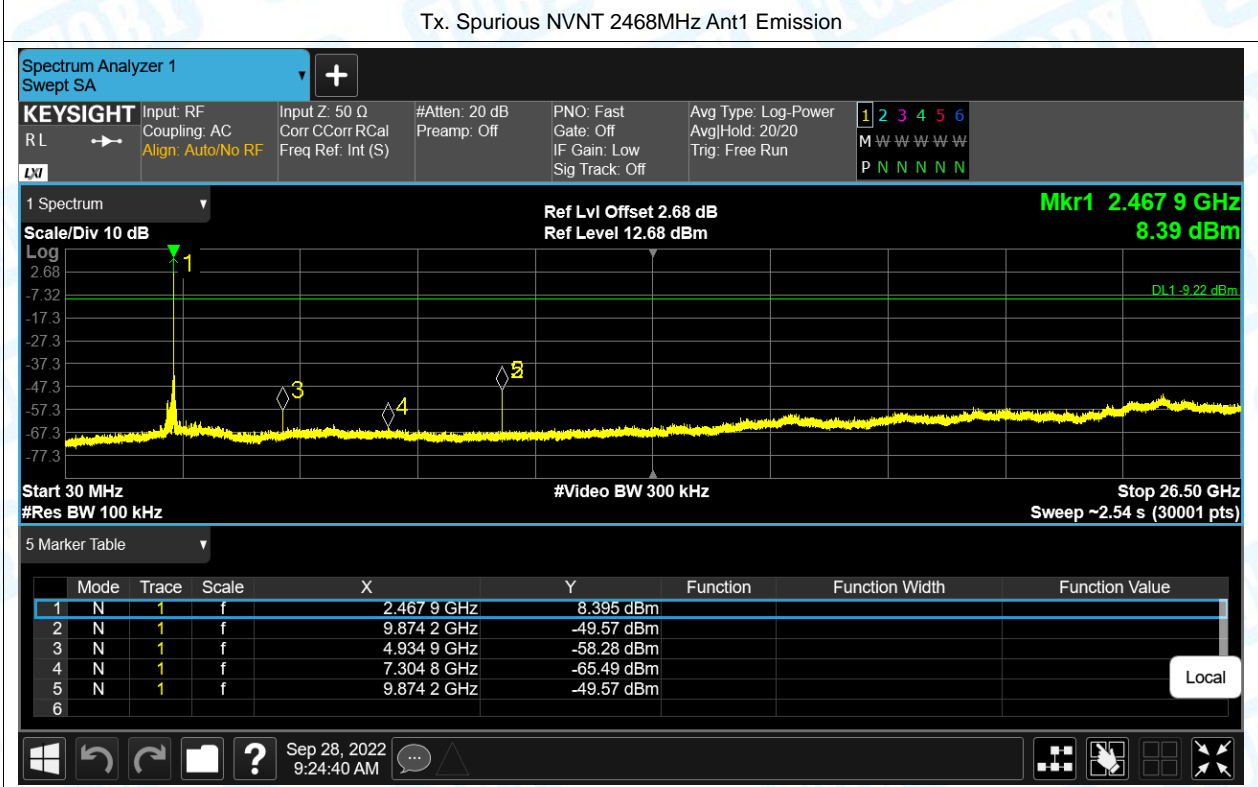 Tx. Spurious NVNT 2468MHz Ant1 Emission
Spectrum Analyzer 1
Swept SA
+
KEYSIGHT
R L
LXI
Input: RF
Coupling: AC
Align: Auto/No RF
Input Z: 50 Ω
Corr CCorr RCal
Freq Ref: Int (S)
#Atten: 20 dB
Preamp: Off
PNO: Fast
Gate: Off
IF Gain: Low
Sig Track: Off
Avg Type: Log-Power
Avg|Hold: 20/20
Trig: Free Run
1 2 3 4 5 6
M W W W W W
P N N N N N
1 Spectrum
Scale/Div 10 dB
Ref Lvl Offset 2.68 dB
Ref Level 12.68 dBm
Mkr1 2.467 9 GHz
8.39 dBm
Log
2.68
-7.32
-17.3
-27.3
-37.3
-47.3
-57.3
-67.3
-77.3
1
DL1 -9.22 dBm
3
4
Start 30 MHz
#Video BW 300 kHz
Stop 26.50 GHz
#Res BW 100 kHz
Sweep ~2.54 s (30001 pts)
5 Marker Table
Mode Trace Scale X Y Function Function Width Function Value
1 N 1 f 2.467 9 GHz 8.395 dBm
2 N 1 f 9.874 2 GHz -49.57 dBm
3 N 1 f 4.934 9 GHz -58.28 dBm
4 N 1 f 7.304 8 GHz -65.49 dBm
5 N 1 f 9.874 2 GHz -49.57 dBm
6
Local
?
Sep 28, 2022
9:24:40 AM